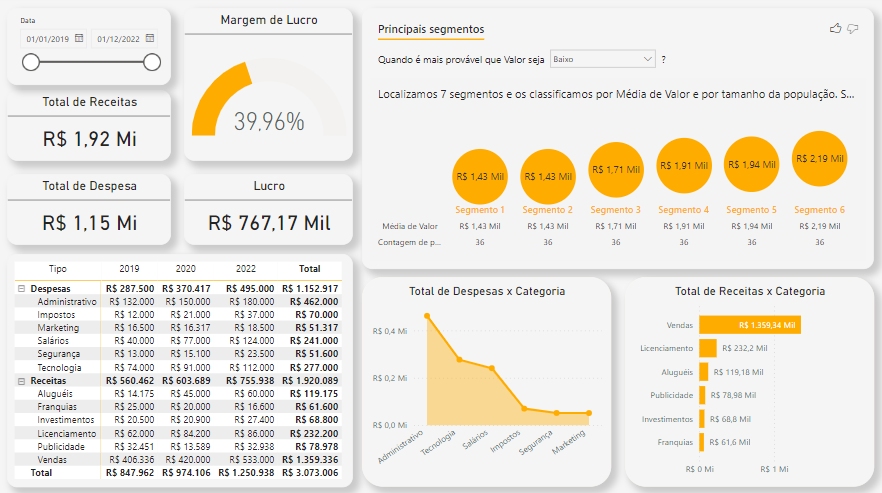 Data
01/01/2019 01/12/2022
Total de Receitas
R$ 1,92 Mi
Total de Despesa
R$ 1,15 Mi
Margem de Lucro
39,96%
Lucro
R$ 767,17 Mil
Principais segmentos
Quando é mais provável que Valor seja Baixo ?
Localizamos 7 segmentos e os classificamos por Média de Valor e por tamanho da população. S...
R$ 1,43 Mil R$ 1,43 Mil R$ 1,71 Mil R$ 1,91 Mil R$ 1,94 Mil R$ 2,19 Mil
Segmento 1 Segmento 2 Segmento 3 Segmento 4 Segmento 5 Segmento 6
Média de Valor R$ 1,43 Mil R$ 1,43 Mil R$ 1,71 Mil R$ 1,91 Mil R$ 1,94 Mil R$ 2,19 Mil
Contagem de p... 36 36 36 36 36 36
Tipo 2019 2020 2022 Total
Despesas R$ 287.500 R$ 370.417 R$ 495.000 R$ 1.152.917
Administrativo R$ 132.000 R$ 150.000 R$ 180.000 R$ 462.000
Impostos R$ 12.000 R$ 21.000 R$ 37.000 R$ 70.000
Marketing R$ 16.500 R$ 16.317 R$ 18.500 R$ 51.317
Salários R$ 40.000 R$ 77.000 R$ 124.000 R$ 241.000
Segurança R$ 13.000 R$ 15.100 R$ 23.500 R$ 51.600
Tecnologia R$ 74.000 R$ 91.000 R$ 112.000 R$ 277.000
Receitas R$ 560.462 R$ 603.689 R$ 755.938 R$ 1.920.089
Aluguéis R$ 14.175 R$ 45.000 R$ 60.000 R$ 119.175
Franquias R$ 25.000 R$ 20.000 R$ 16.600 R$ 61.600
Investimentos R$ 20.500 R$ 20.900 R$ 27.400 R$ 68.800
Licenciamento R$ 62.000 R$ 84.200 R$ 86.000 R$ 232.200
Publicidade R$ 32.451 R$ 13.589 R$ 32.938 R$ 78.978
Vendas R$ 406.336 R$ 420.000 R$ 533.000 R$ 1.359.336
Total R$ 847.962 R$ 974.106 R$ 1.250.938 R$ 3.073.006
Total de Despesas x Categoria
R$ 0,4 Mi
R$ 0,2 Mi
R$ 0,0 Mi
Administrativo Tecnologia Salários Impostos Segurança Marketing
Total de Receitas x Categoria
Vendas R$ 1.359,34 Mil
Licenciamento R$ 232,2 Mil
Aluguéis R$ 119,18 Mil
Publicidade R$ 78,98 Mil
Investimentos R$ 68,8 Mil
Franquias R$ 61,6 Mil
R$ 0 Mi R$ 1 Mi